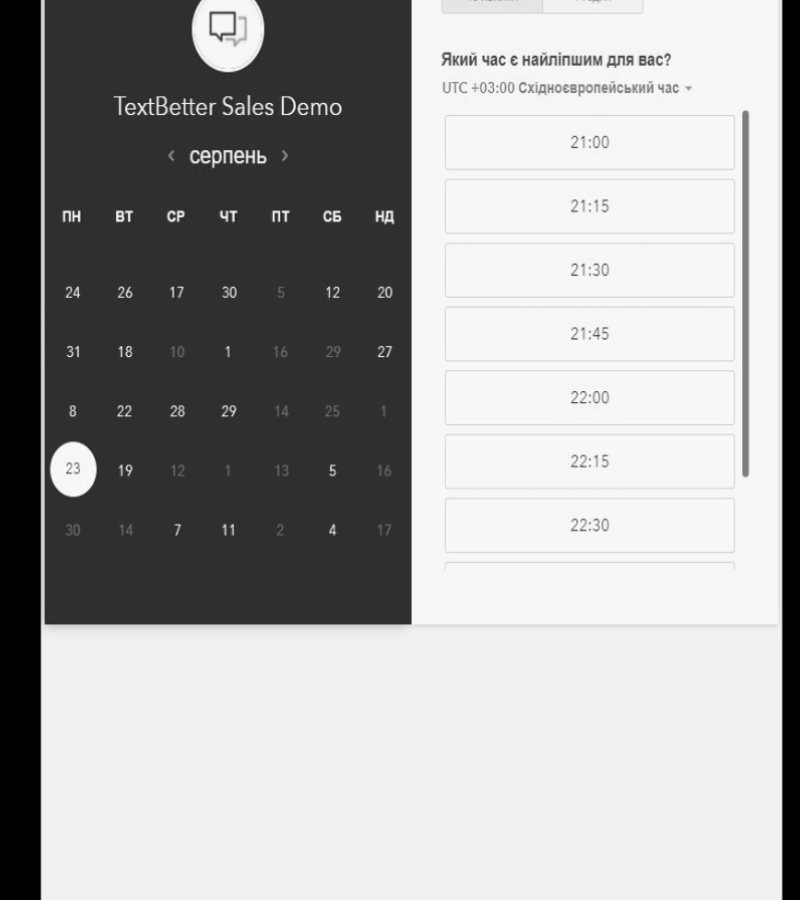 TextBetter Sales Demo
серпень
ПН ВТ СР ЧТ ПТ СБ НД
24 26 17 30 5 12 20
31 18 10 1 16 29 27
8 22 28 29 14 25 1
23 19 12 1 13 5 16
30 14 7 11 2 4 17
Який час є найліпшим для вас?
UTC +03:00 Східноєвропейський час
21:00
21:15
21:30
21:45
22:00
22:15
22:30